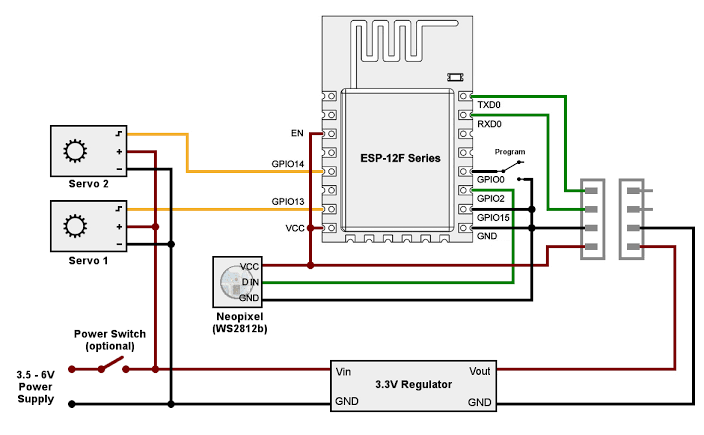 TXD0
RXD0
EN
ESP-12F Series
Program
GPIO14
GPIO0
Servo 2
GPIO13
GPIO2
GPIO15
VCC
GND
Servo 1
VCC
D IN
GND
Neopixel
(WS2812b)
Power Switch
(optional)
3.5 - 6V
Power
Supply
Vin
Vout
3.3V Regulator
GND
GND